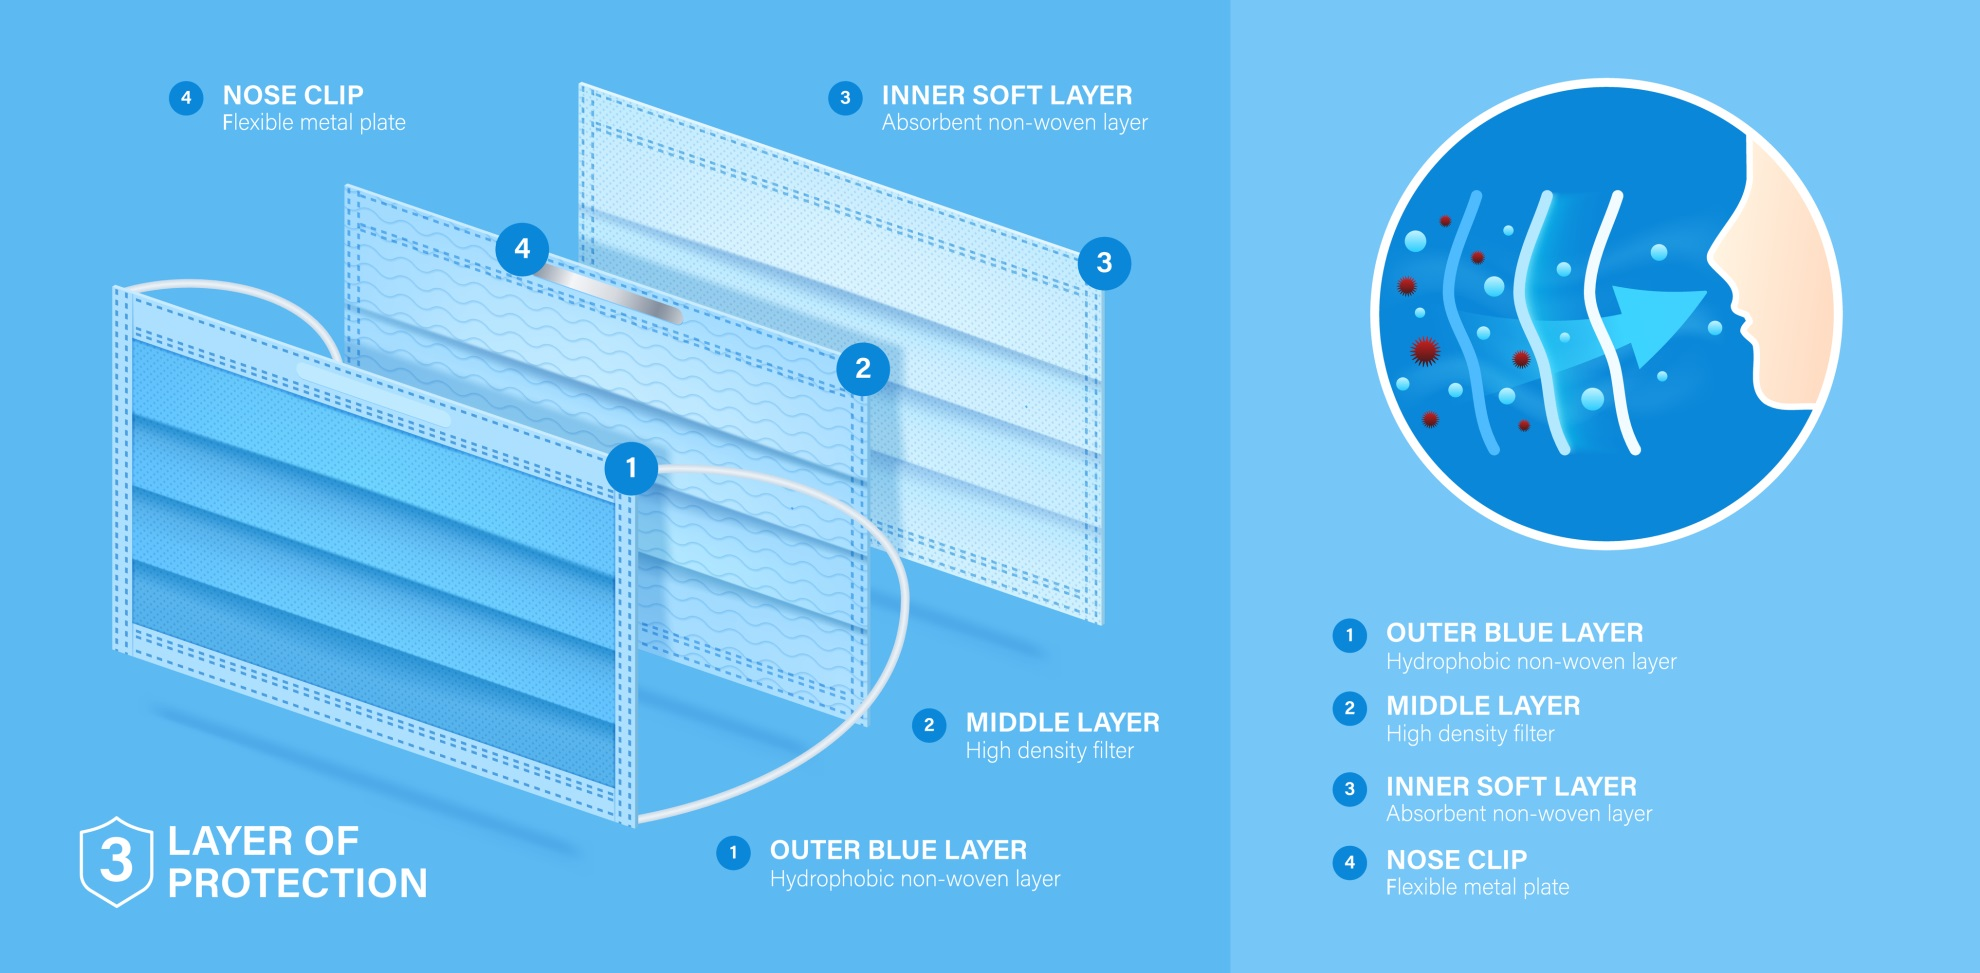 4
NOSE CLIP
Flexible metal plate
3
INNER SOFT LAYER
Absorbent non-woven layer
4
3
2
1
2
MIDDLE LAYER
High density filter
1
OUTER BLUE LAYER
Hydrophobic non-woven layer
3
LAYER OF
PROTECTION
1
OUTER BLUE LAYER
Hydrophobic non-woven layer
2
MIDDLE LAYER
High density filter
3
INNER SOFT LAYER
Absorbent non-woven layer
4
NOSE CLIP
Flexible metal plate